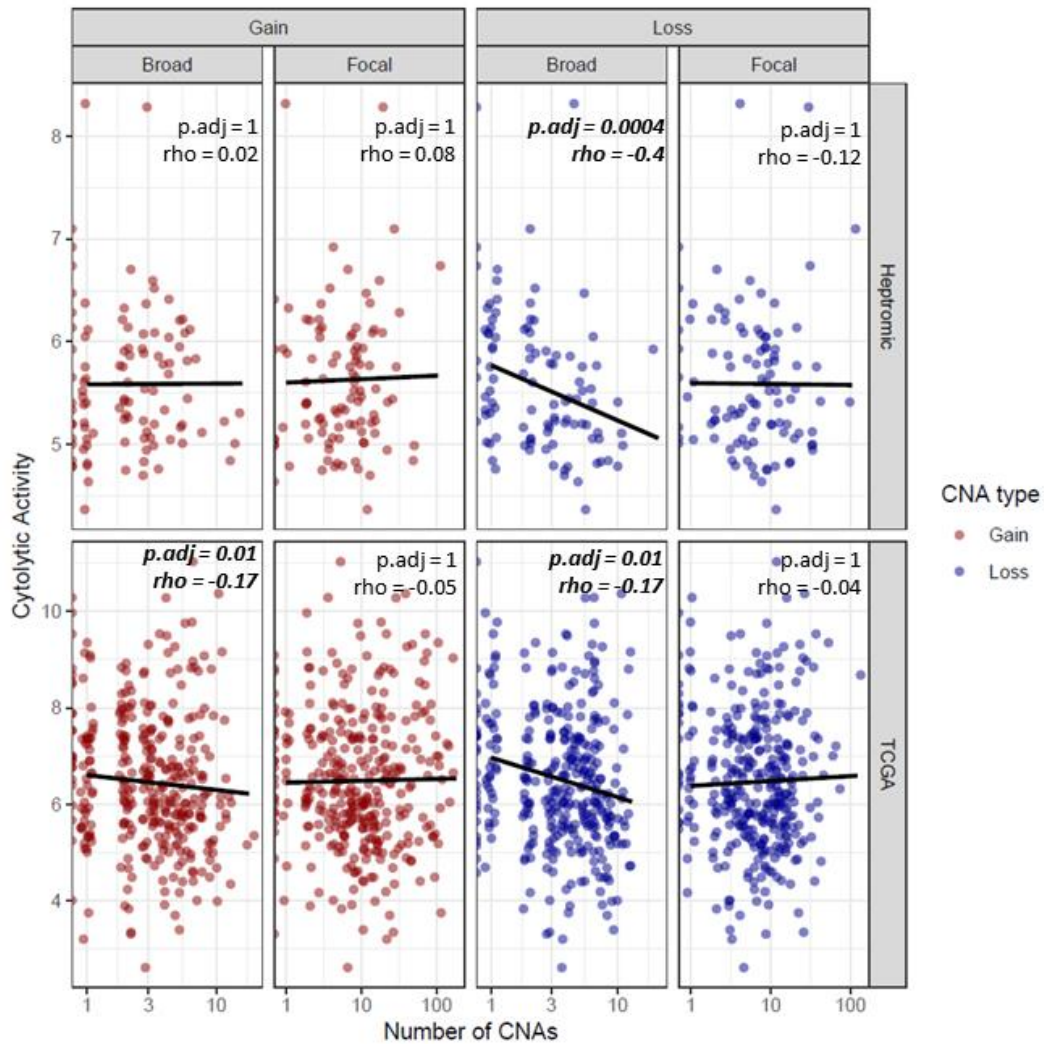 Gain
Loss
Broad
Focal
Broad
Focal
p.adj = 1
rho = 0.02
p.adj = 1
rho = 0.08
p.adj = 0.0004
rho = -0.4
p.adj = 1
rho = -0.12
8
7
6
5
Heptromic
p.adj = 0.01
rho = -0.17
p.adj = 1
rho = -0.05
p.adj = 0.01
rho = -0.17
p.adj = 1
rho = -0.04
10
8
6
4
TCGA
Cytolytic Activity
1
3
10
1
10
100
1
3
10
1
10
100
Number of CNAs
CNA type
Gain
Loss